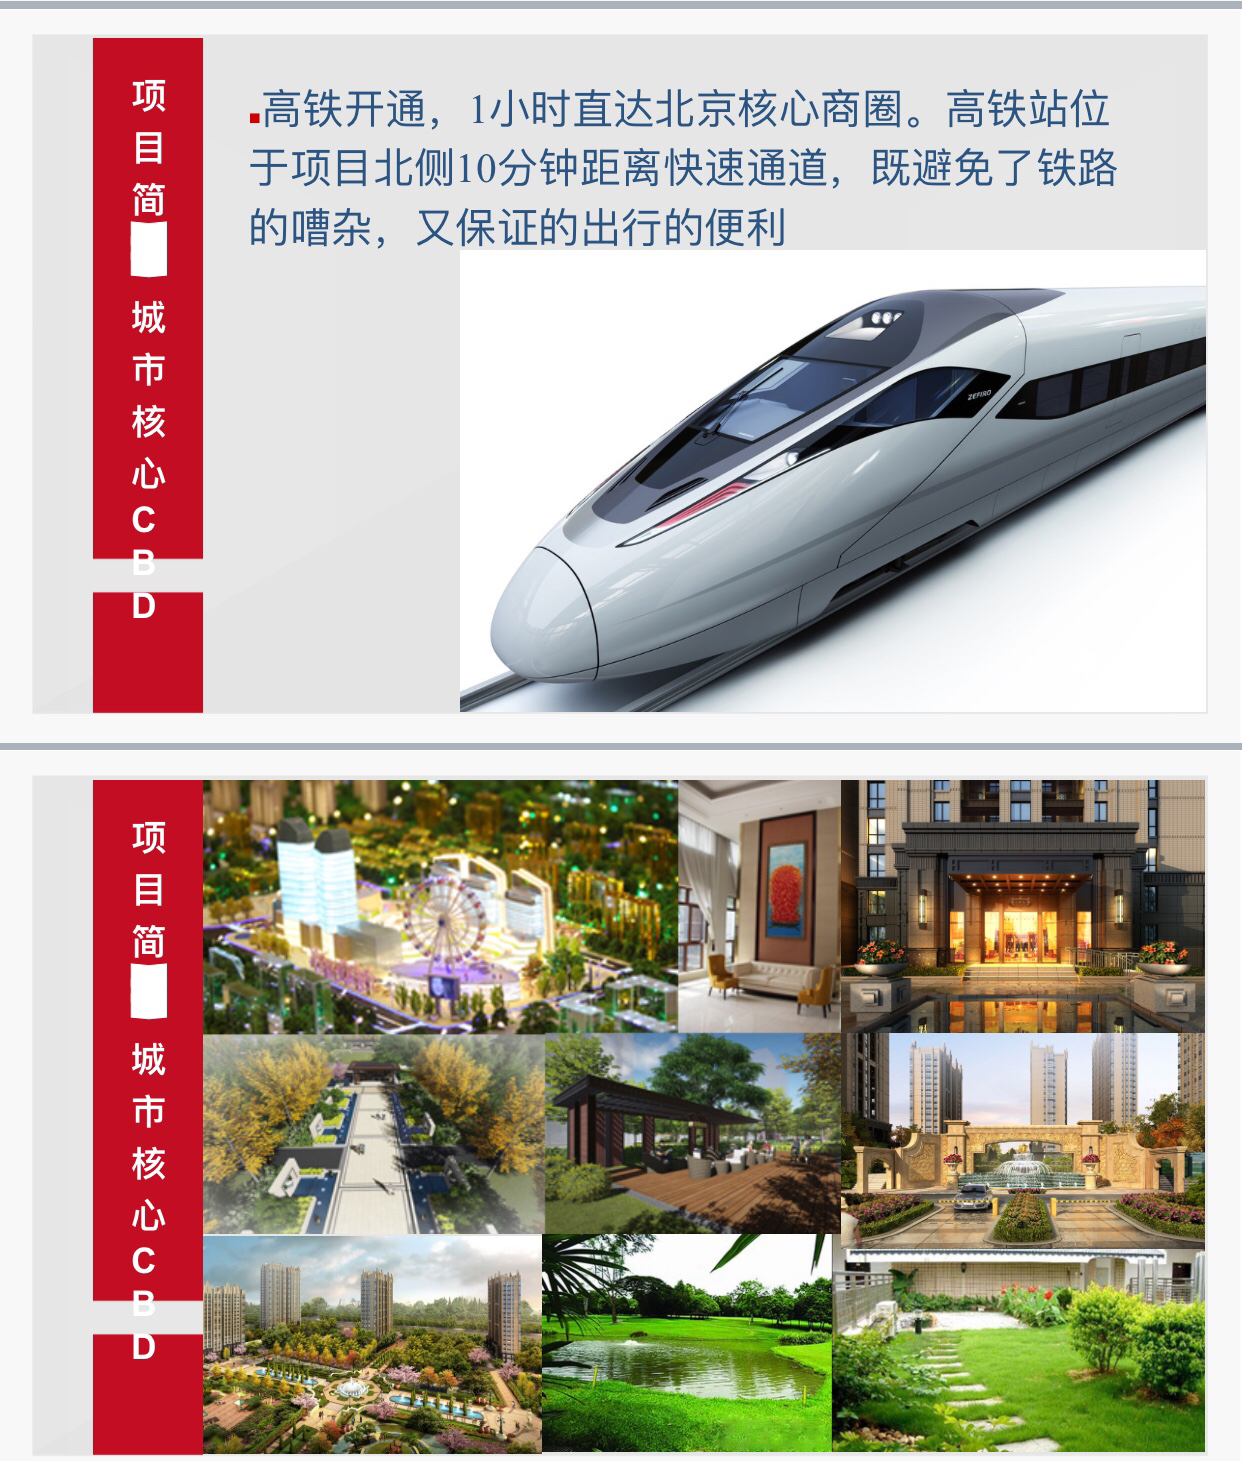 项
目
简
城
市
核
心
C
B
D
高铁开通，1小时直达北京核心商圈。高铁站位
于项目北侧10分钟距离快速通道，既避免了铁路
的嘈杂，又保证的出行的便利
ZEFIRO
项
目
简
城
市
核
心
C
B
D